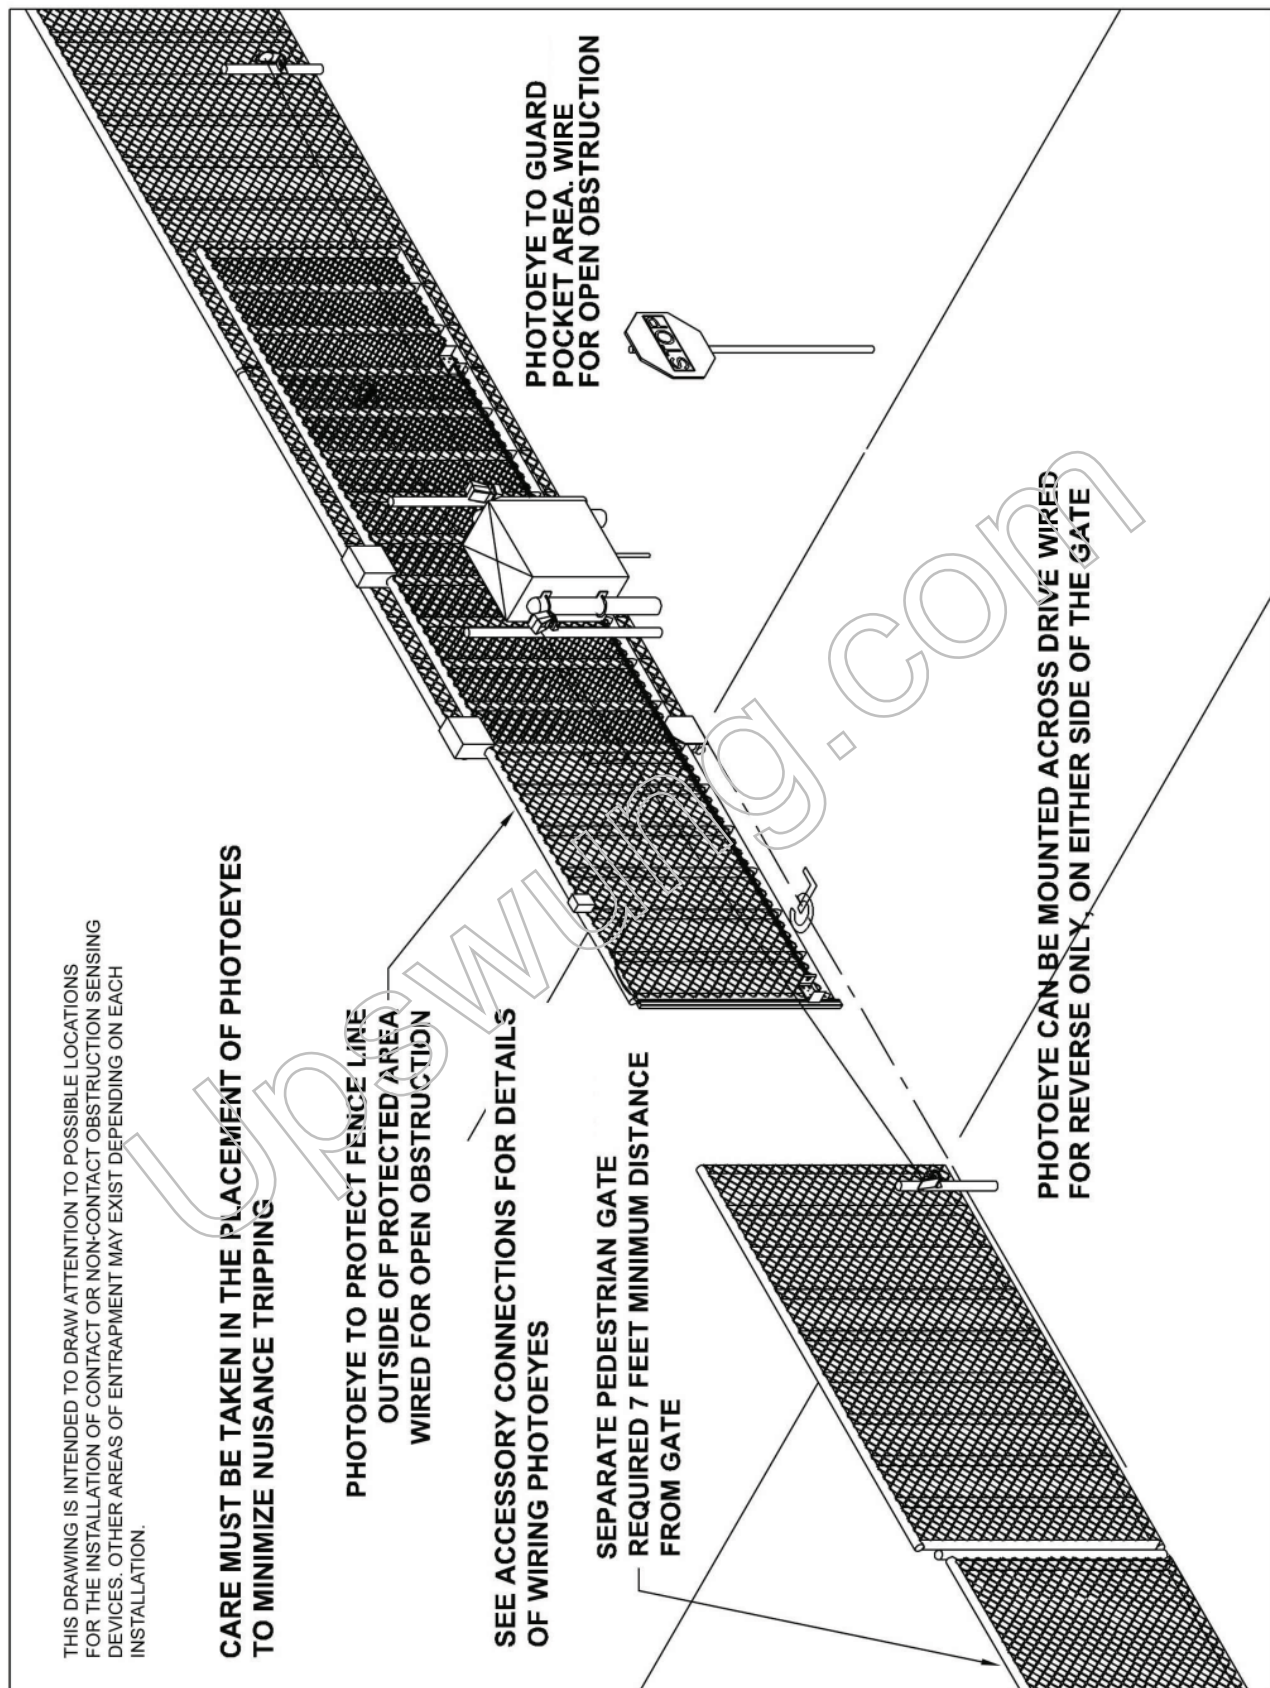 THIS DRAWING IS INTENDED TO DRAW ATTENTION TO POSSIBLE LOCATIONS
FOR THE INSTALLATION OF CONTACT OR NON-CONTACT OBSTRUCTION SENSING
DEVICES. OTHER AREAS OF ENTRAPMENT MAY EXIST DEPENDING ON EACH
INSTALLATION.
CARE MUST BE TAKEN IN THE PLACEMENT OF PHOTOEYES
TO MINIMIZE NUISANCE TRIPPING
PHOTOEYE TO PROTECT FENCE LINE
OUTSIDE OF PROTECTED AREA
WIRED FOR OPEN OBSTRUCTION
SEE ACCESSORY CONNECTIONS FOR DETAILS
OF WIRING PHOTOEYES
SEPARATE PEDESTRIAN GATE
REQUIRED 7 FEET MINIMUM DISTANCE
FROM GATE
PHOTOEYE TO GUARD
POCKET AREA. WIRE
FOR OPEN OBSTRUCTION
STOP
PHOTOEYE CAN BE MOUNTED ACROSS DRIVE WIRED
FOR REVERSE ONLY, ON EITHER SIDE OF THE GATE
Upswung.com